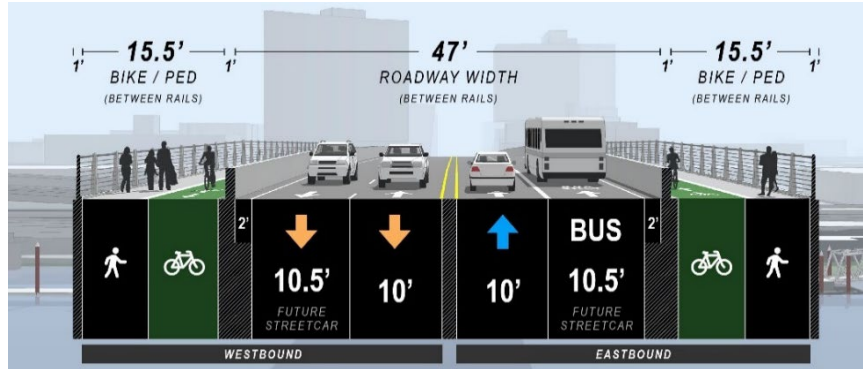 15.5’
47’
15.5’
1’
1’
1’
1’
BIKE / PED
ROADWAY WIDTH
BIKE / PED
(BETWEEN RAILS)
(BETWEEN RAILS)
(BETWEEN RAILS)
2’
10.5’
FUTURE
STREETCAR
10’
10’
BUS
10.5’
FUTURE
STREETCAR
2’
WESTBOUND
EASTBOUND